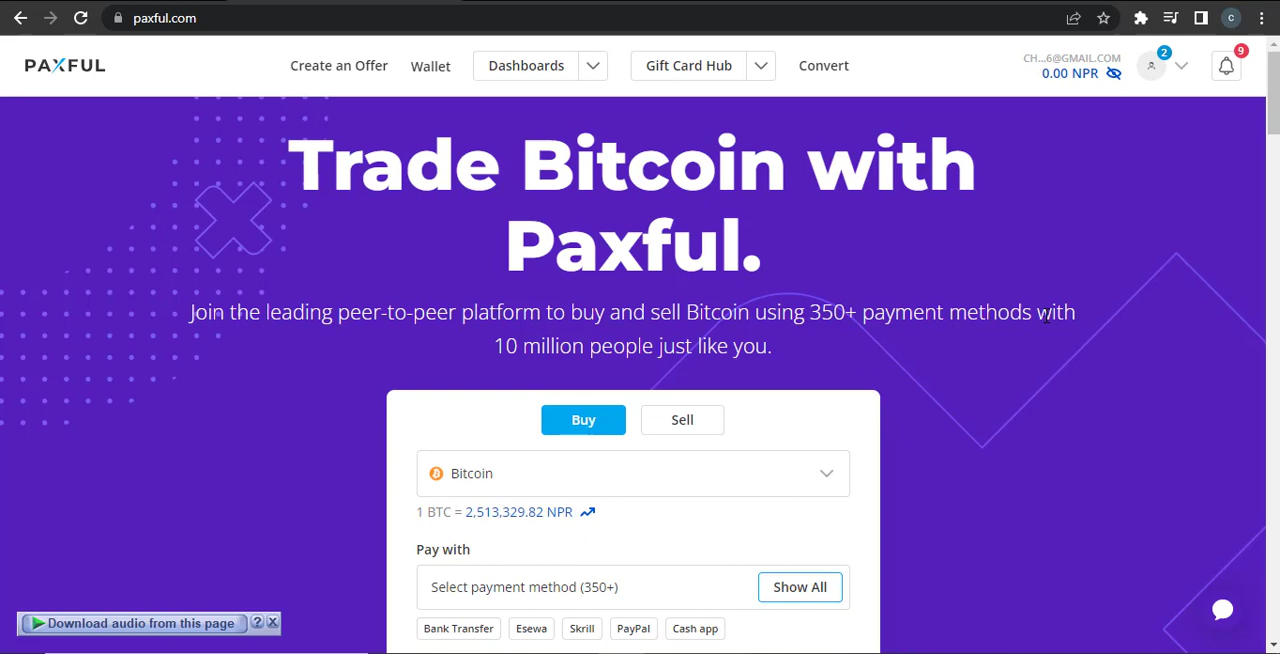 paxful.com
C
PAXFUL
Create an Offer
Wallet
Dashboards
Gift Card Hub
Convert
CH...6@GMAIL.COM
0.00 NPR
2
9
Trade Bitcoin with
Paxful.
Join the leading peer-to-peer platform to buy and sell Bitcoin using 350+ payment methods with
10 million people just like you.
Buy
Sell
Bitcoin
1 BTC = 2,513,329.82 NPR
Pay with
Select payment method (350+)
Show All
Bank Transfer
Esewa
Skrill
PayPal
Cash app
Download audio from this page
? X